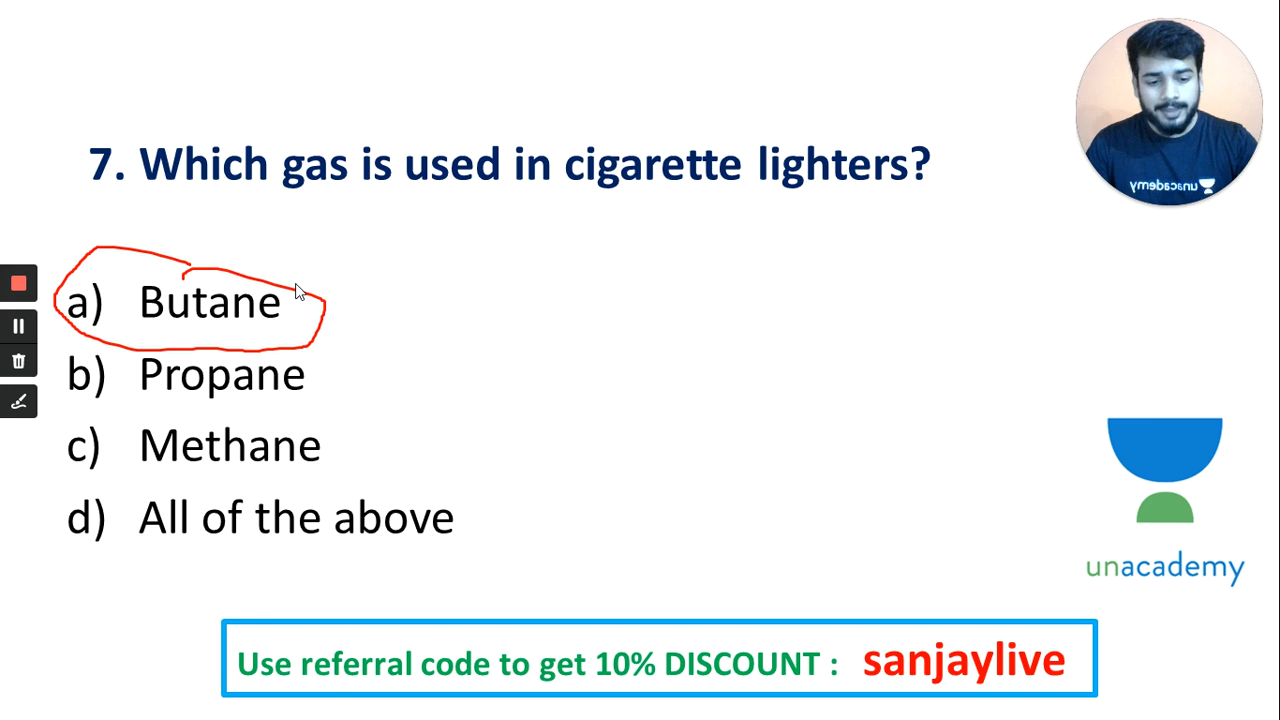 7. Which gas is used in cigarette lighters?
unacademy
a) Butane
b) Propane
c) Methane
d) All of the above
unacademy
Use referral code to get 10% DISCOUNT : sanjaylive